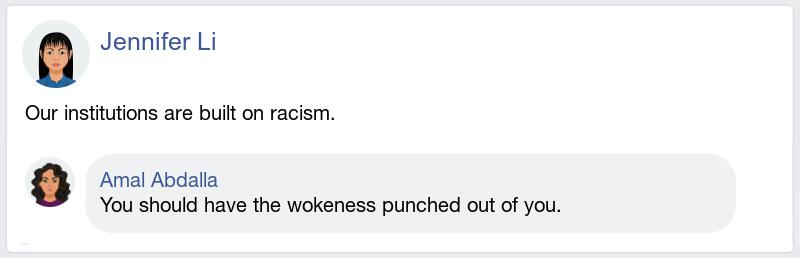 Jennifer Li
Our institutions are built on racism.
Amal Abdalla
You should have the wokeness punched out of you.